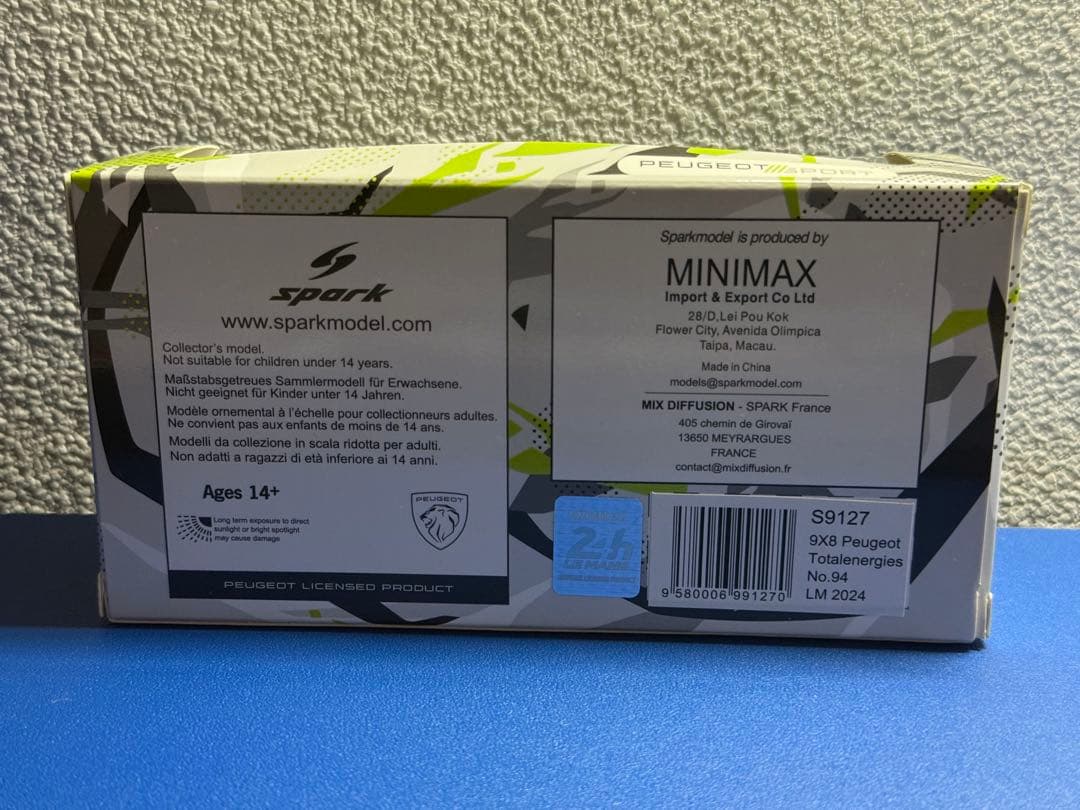 PEUGEOT SPORT
spark
www.sparkmodel.com
Collector's model.
Not suitable for children under 14 years.
Maßstabsgetreues Sammlermodell für Erwachsene.
Nicht geeignet für Kinder unter 14 Jahren.
Modèle ornemental à l'échelle pour collectionneurs adultes.
Ne convient pas aux enfants de moins de 14 ans.
Modelli da collezione in scala ridotta per adulti.
Non adatti a ragazzi di età inferiore ai 14 anni.
Ages 14+
Long term exposure to direct
sunlight or bright spotlight
may cause damage
PEUGEOT
PEUGEOT LICENSED PRODUCT
Sparkmodel is produced by
MINIMAX
Import & Export Co Ltd
28/D,Lei Pou Kok
Flower City, Avenida Olimpica
Taipa, Macau.
Made in China
models@sparkmodel.com
MIX DIFFUSION - SPARK France
405 chemin de Girovaï
13650 MEYRARGUES
FRANCE
contact@mixdiffusion.fr
24h
LE MANS
9 580006 991270
S9127
9X8 Peugeot
Totalenergies
No.94
LM 2024